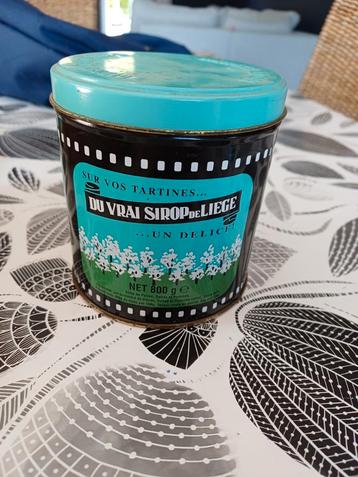 SUR VOS TARTINES...
DU VRAI SIROP DE LIEGE
...UN DELICE!
NET 800 g ℮